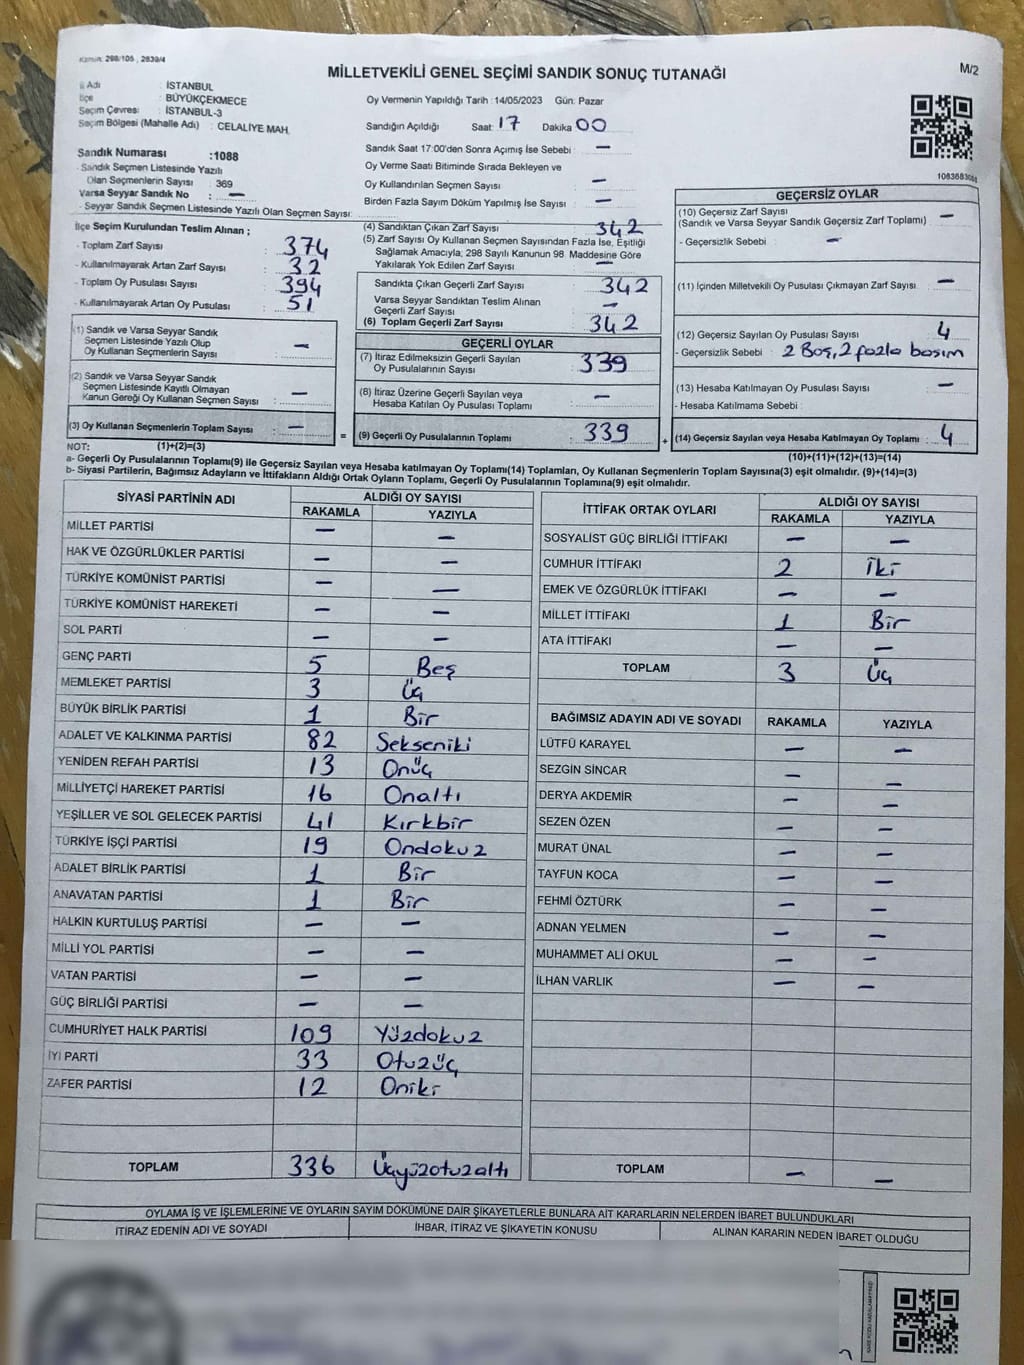 Kanun: 298/105 , 2839/4
MİLLETVEKİLİ GENEL SEÇİMİ SANDIK SONUÇ TUTANAĞI
M/2
İli Adı : İSTANBUL
İlçe : BÜYÜKÇEKMECE
Seçim Çevresi : İSTANBUL-3
Seçim Bölgesi (Mahalle Adı) : CELALİYE MAH.
Oy Vermenin Yapıldığı Tarih :14/05/2023 Gün: Pazar
Sandığın Açıldığı Saat: 17 Dakika 00
Sandık Saat 17:00'den Sonra Açımış İse Sebebi : —
Oy Verme Saati Bitiminde Sırada Bekleyen ve
Oy Kullandırılan Seçmen Sayısı : —
Birden Fazla Sayım Döküm Yapılmış İse Sayısı : —
Sandık Numarası :1088
- Sandık Seçmen Listesinde Yazılı
Olan Seçmenlerin Sayısı : 369
Varsa Seyyar Sandık No : —
- Seyyar Sandık Seçmen Listesinde Yazılı Olan Seçmen Sayısı:
İlçe Seçim Kurulundan Teslim Alınan ;
- Toplam Zarf Sayısı : 374
- Kullanılmayarak Artan Zarf Sayısı : 32
- Toplam Oy Pusulası Sayısı : 394
- Kullanılmayarak Artan Oy Pusulası : 51
(1) Sandık ve Varsa Seyyar Sandık
Seçmen Listesinde Yazılı Olup
Oy Kullanan Seçmenlerin Sayısı : —
(2) Sandık ve Varsa Seyyar Sandık
Seçmen Listesinde Kayıtlı Olmayan
Kanun Gereği Oy Kullanan Seçmen Sayısı : —
(3) Oy Kullanan Seçmenlerin Toplam Sayısı : —
(4) Sandıktan Çıkan Zarf Sayısı : 342
(5) Zarf Sayısı Oy Kullanan Seçmen Sayısından Fazla İse, Eşitliği
Sağlamak Amacıyla; 298 Sayılı Kanunun 98 Maddesine Göre
Yakılarak Yok Edilen Zarf Sayısı : —
Sandıkta Çıkan Geçerli Zarf Sayısı : 342
Varsa Seyyar Sandıktan Teslim Alınan
Geçerli Zarf Sayısı : —
(6) Toplam Geçerli Zarf Sayısı : 342
GEÇERLİ OYLAR
(7) İtiraz Edilmeksizin Geçerli Sayılan
Oy Pusulalarının Sayısı : 339
(8) İtiraz Üzerine Geçerli Sayılan veya
Hesaba Katılan Oy Pusulası Toplamı : —
= (9) Geçerli Oy Pusulalarının Toplamı : 339 +
GEÇERSİZ OYLAR
(10) Geçersiz Zarf Sayısı
(Sandık ve Varsa Seyyar Sandık Geçersiz Zarf Toplamı) : —
- Geçersizlik Sebebi : —
(11) İçinden Milletvekili Oy Pusulası Çıkmayan Zarf Sayısı : —
(12) Geçersiz Sayılan Oy Pusulası Sayısı : 4
- Geçersizlik Sebebi : 2 Boş, 2 fazla basım
(13) Hesaba Katılmayan Oy Pusulası Sayısı : —
- Hesaba Katılmama Sebebi :
(14) Geçersiz Sayılan veya Hesaba Katılmayan Oy Toplamı : 4
NOT: (1)+(2)=(3)
(10)+(11)+(12)+(13)=(14)
a- Geçerli Oy Pusulalarının Toplamı(9) ile Geçersiz Sayılan veya Hesaba katılmayan Oy Toplamı(14) Toplamları, Oy Kullanan Seçmenlerin Toplam Sayısına(3) eşit olmalıdır. (9)+(14)=(3)
b- Siyasi Partilerin, Bağımsız Adayların ve İttifakların Aldığı Ortak Oyların Toplamı, Geçerli Oy Pusulalarının Toplamına(9) eşit olmalıdır.
SİYASİ PARTİNİN ADI
ALDIĞI OY SAYISI
RAKAMLA YAZIYLA
MİLLET PARTİSİ — —
HAK VE ÖZGÜRLÜKLER PARTİSİ — —
TÜRKİYE KOMÜNİST PARTİSİ — —
TÜRKİYE KOMÜNİST HAREKETİ — —
SOL PARTİ — —
GENÇ PARTİ 5 Beş
MEMLEKET PARTİSİ 3 Üç
BÜYÜK BİRLİK PARTİSİ 1 Bir
ADALET VE KALKINMA PARTİSİ 82 Sekseniki
YENİDEN REFAH PARTİSİ 13 Onüç
MİLLİYETÇİ HAREKET PARTİSİ 16 Onaltı
YEŞİLLER VE SOL GELECEK PARTİSİ 41 Kırkbir
TÜRKİYE İŞÇİ PARTİSİ 19 Ondokuz
ADALET BİRLİK PARTİSİ 1 Bir
ANAVATAN PARTİSİ 1 Bir
HALKIN KURTULUŞ PARTİSİ — —
MİLLİ YOL PARTİSİ — —
VATAN PARTİSİ — —
GÜÇ BİRLİĞİ PARTİSİ — —
CUMHURİYET HALK PARTİSİ 109 Yüzdokuz
İYİ PARTİ 33 Otuzüç
ZAFER PARTİSİ 12 Oniki
TOPLAM 336 Üçyüzotuzaltı
İTTİFAK ORTAK OYLARI
ALDIĞI OY SAYISI
RAKAMLA YAZIYLA
SOSYALİST GÜÇ BİRLİĞİ İTTİFAKI — —
CUMHUR İTTİFAKI 2 İki
EMEK VE ÖZGÜRLÜK İTTİFAKI — —
MİLLET İTTİFAKI 1 Bir
ATA İTTİFAKI — —
TOPLAM 3 Üç
BAĞIMSIZ ADAYIN ADI VE SOYADI RAKAMLA YAZIYLA
LÜTFÜ KARAYEL — —
SEZGİN SİNCAR — —
DERYA AKDEMİR — —
SEZEN ÖZEN — —
MURAT ÜNAL — —
TAYFUN KOCA — —
FEHMİ ÖZTÜRK — —
ADNAN YELMEN — —
MUHAMMET ALİ OKUL — —
İLHAN VARLIK — —
TOPLAM — —
OYLAMA İŞ VE İŞLEMLERİNE VE OYLARIN SAYIM DÖKÜMÜNE DAİR ŞİKAYETLERLE BUNLARA AİT KARARLARIN NELERDEN İBARET BULUNDUKLARI
İTİRAZ EDENİN ADI VE SOYADI
İHBAR, İTİRAZ VE ŞİKAYETİN KONUSU
ALINAN KARARIN NEDEN İBARET OLDUĞU